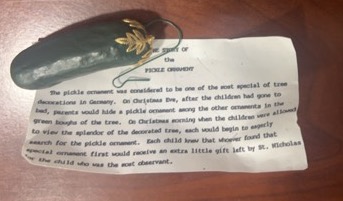 THE STORY OF
the
PICKLE ORNAMENT
The pickle ornament was considered to be one of the most special of tree
decorations in Germany. On Christmas Eve, after the children had gone to
bed, parents would hide a pickle ornament among the other ornaments in the
green boughs of the tree. On Christmas morning when the children were allowed
to view the splendor of the decorated tree, each would begin to eagerly
search for the pickle ornament. Each child knew that whoever found that
special ornament first would receive an extra little gift left by St. Nicholas
for the child who was the most observant.